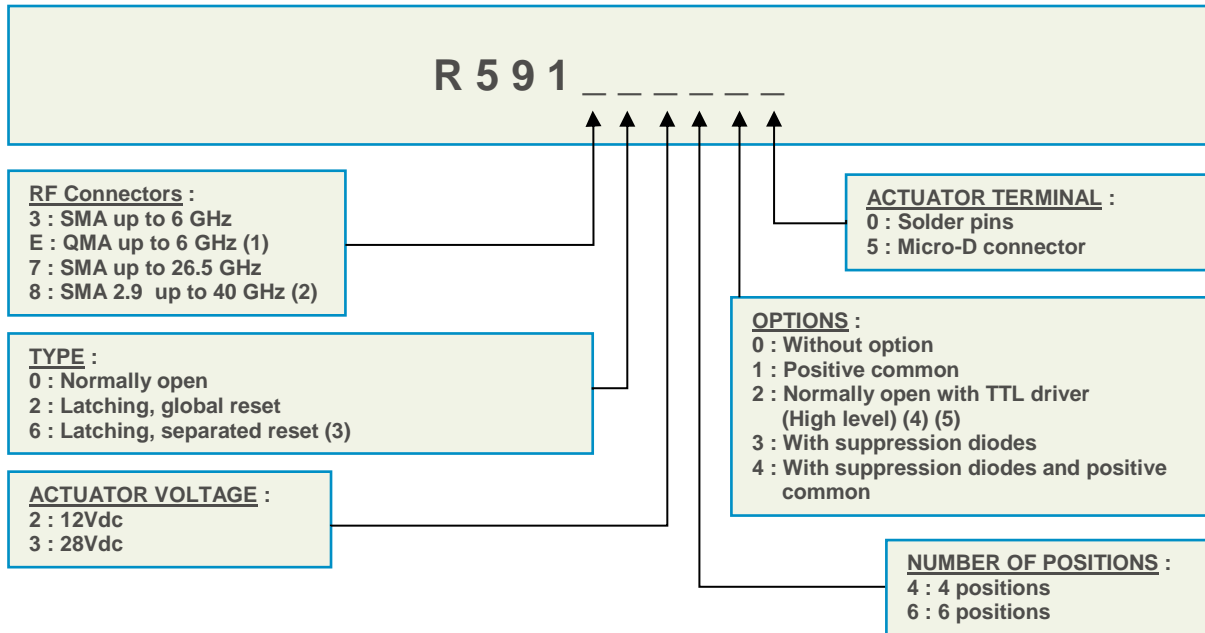 R 5 9 1 _ _ _ _ _ _
RF Connectors :
3 : SMA up to 6 GHz
E : QMA up to 6 GHz (1)
7 : SMA up to 26.5 GHz
8 : SMA 2.9 up to 40 GHz (2)
TYPE :
0 : Normally open
2 : Latching, global reset
6 : Latching, separated reset (3)
ACTUATOR VOLTAGE :
2 : 12Vdc
3 : 28Vdc
ACTUATOR TERMINAL :
0 : Solder pins
5 : Micro-D connector
OPTIONS :
0 : Without option
1 : Positive common
2 : Normally open with TTL driver
(High level) (4) (5)
3 : With suppression diodes
4 : With suppression diodes and positive
common
NUMBER OF POSITIONS :
4 : 4 positions
6 : 6 positions